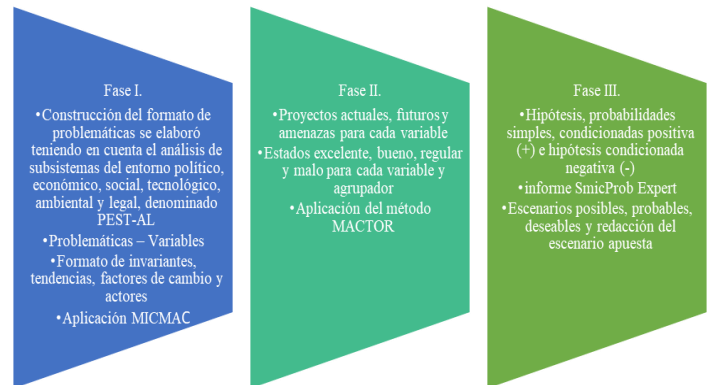 Fase I.
•Construcción del formato de
problemáticas se elaboró
teniendo en cuenta el análisis de
subsistemas del entorno político,
económico, social, tecnológico,
ambiental y legal, denominado
PEST-AL
•Problemáticas – Variables
•Formato de invariantes,
tendencias, factores de cambio y
actores
•Aplicación MICMAC
Fase II.
•Proyectos actuales, futuros y
amenazas para cada variable
•Estados excelente, bueno, regular
y malo para cada variable y
agrupador
•Aplicación del método
MACTOR
Fase III.
•Hipótesis, probabilidades
simples, condicionadas positiva
(+) e hipótesis condicionada
negativa (-)
•informe SmicProb Expert
•Escenarios posibles, probables,
deseables y redacción del
escenario apuesta